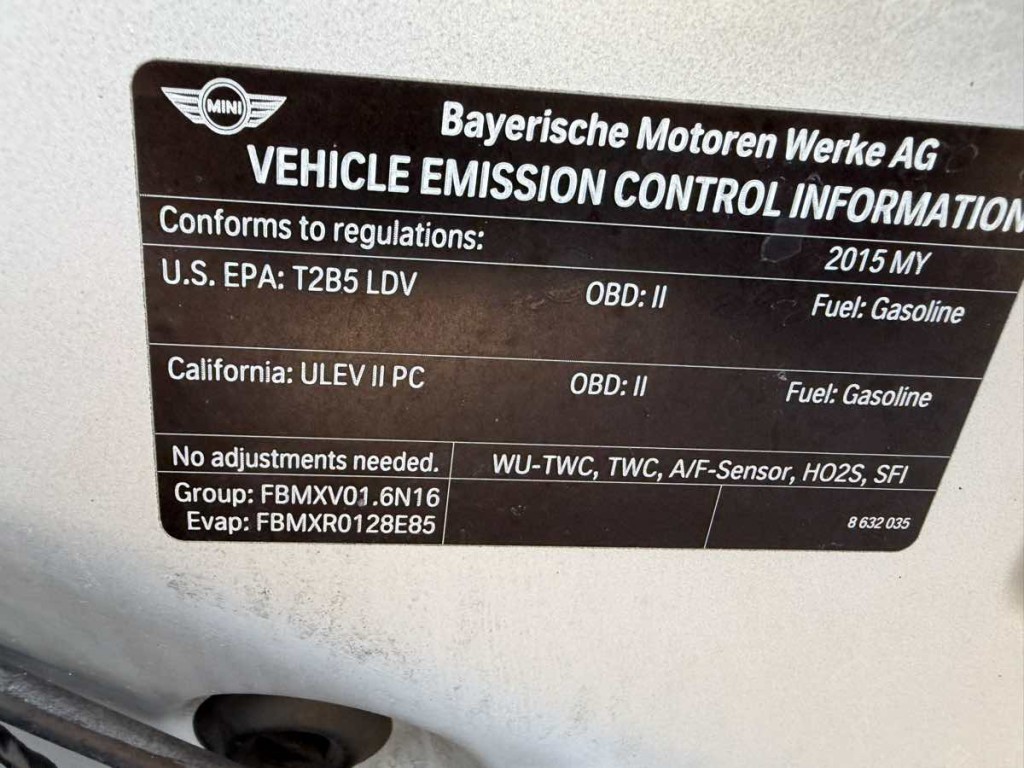 MINI
Bayerische Motoren Werke AG
VEHICLE EMISSION CONTROL INFORMATION
Conforms to regulations: 2015 MY
U.S. EPA: T2B5 LDV OBD: II Fuel: Gasoline
California: ULEV II PC OBD: II Fuel: Gasoline
No adjustments needed. WU-TWC, TWC, A/F-Sensor, HO2S, SFI
Group: FBMXV01.6N16
Evap: FBMXR0128E85 8 632 035